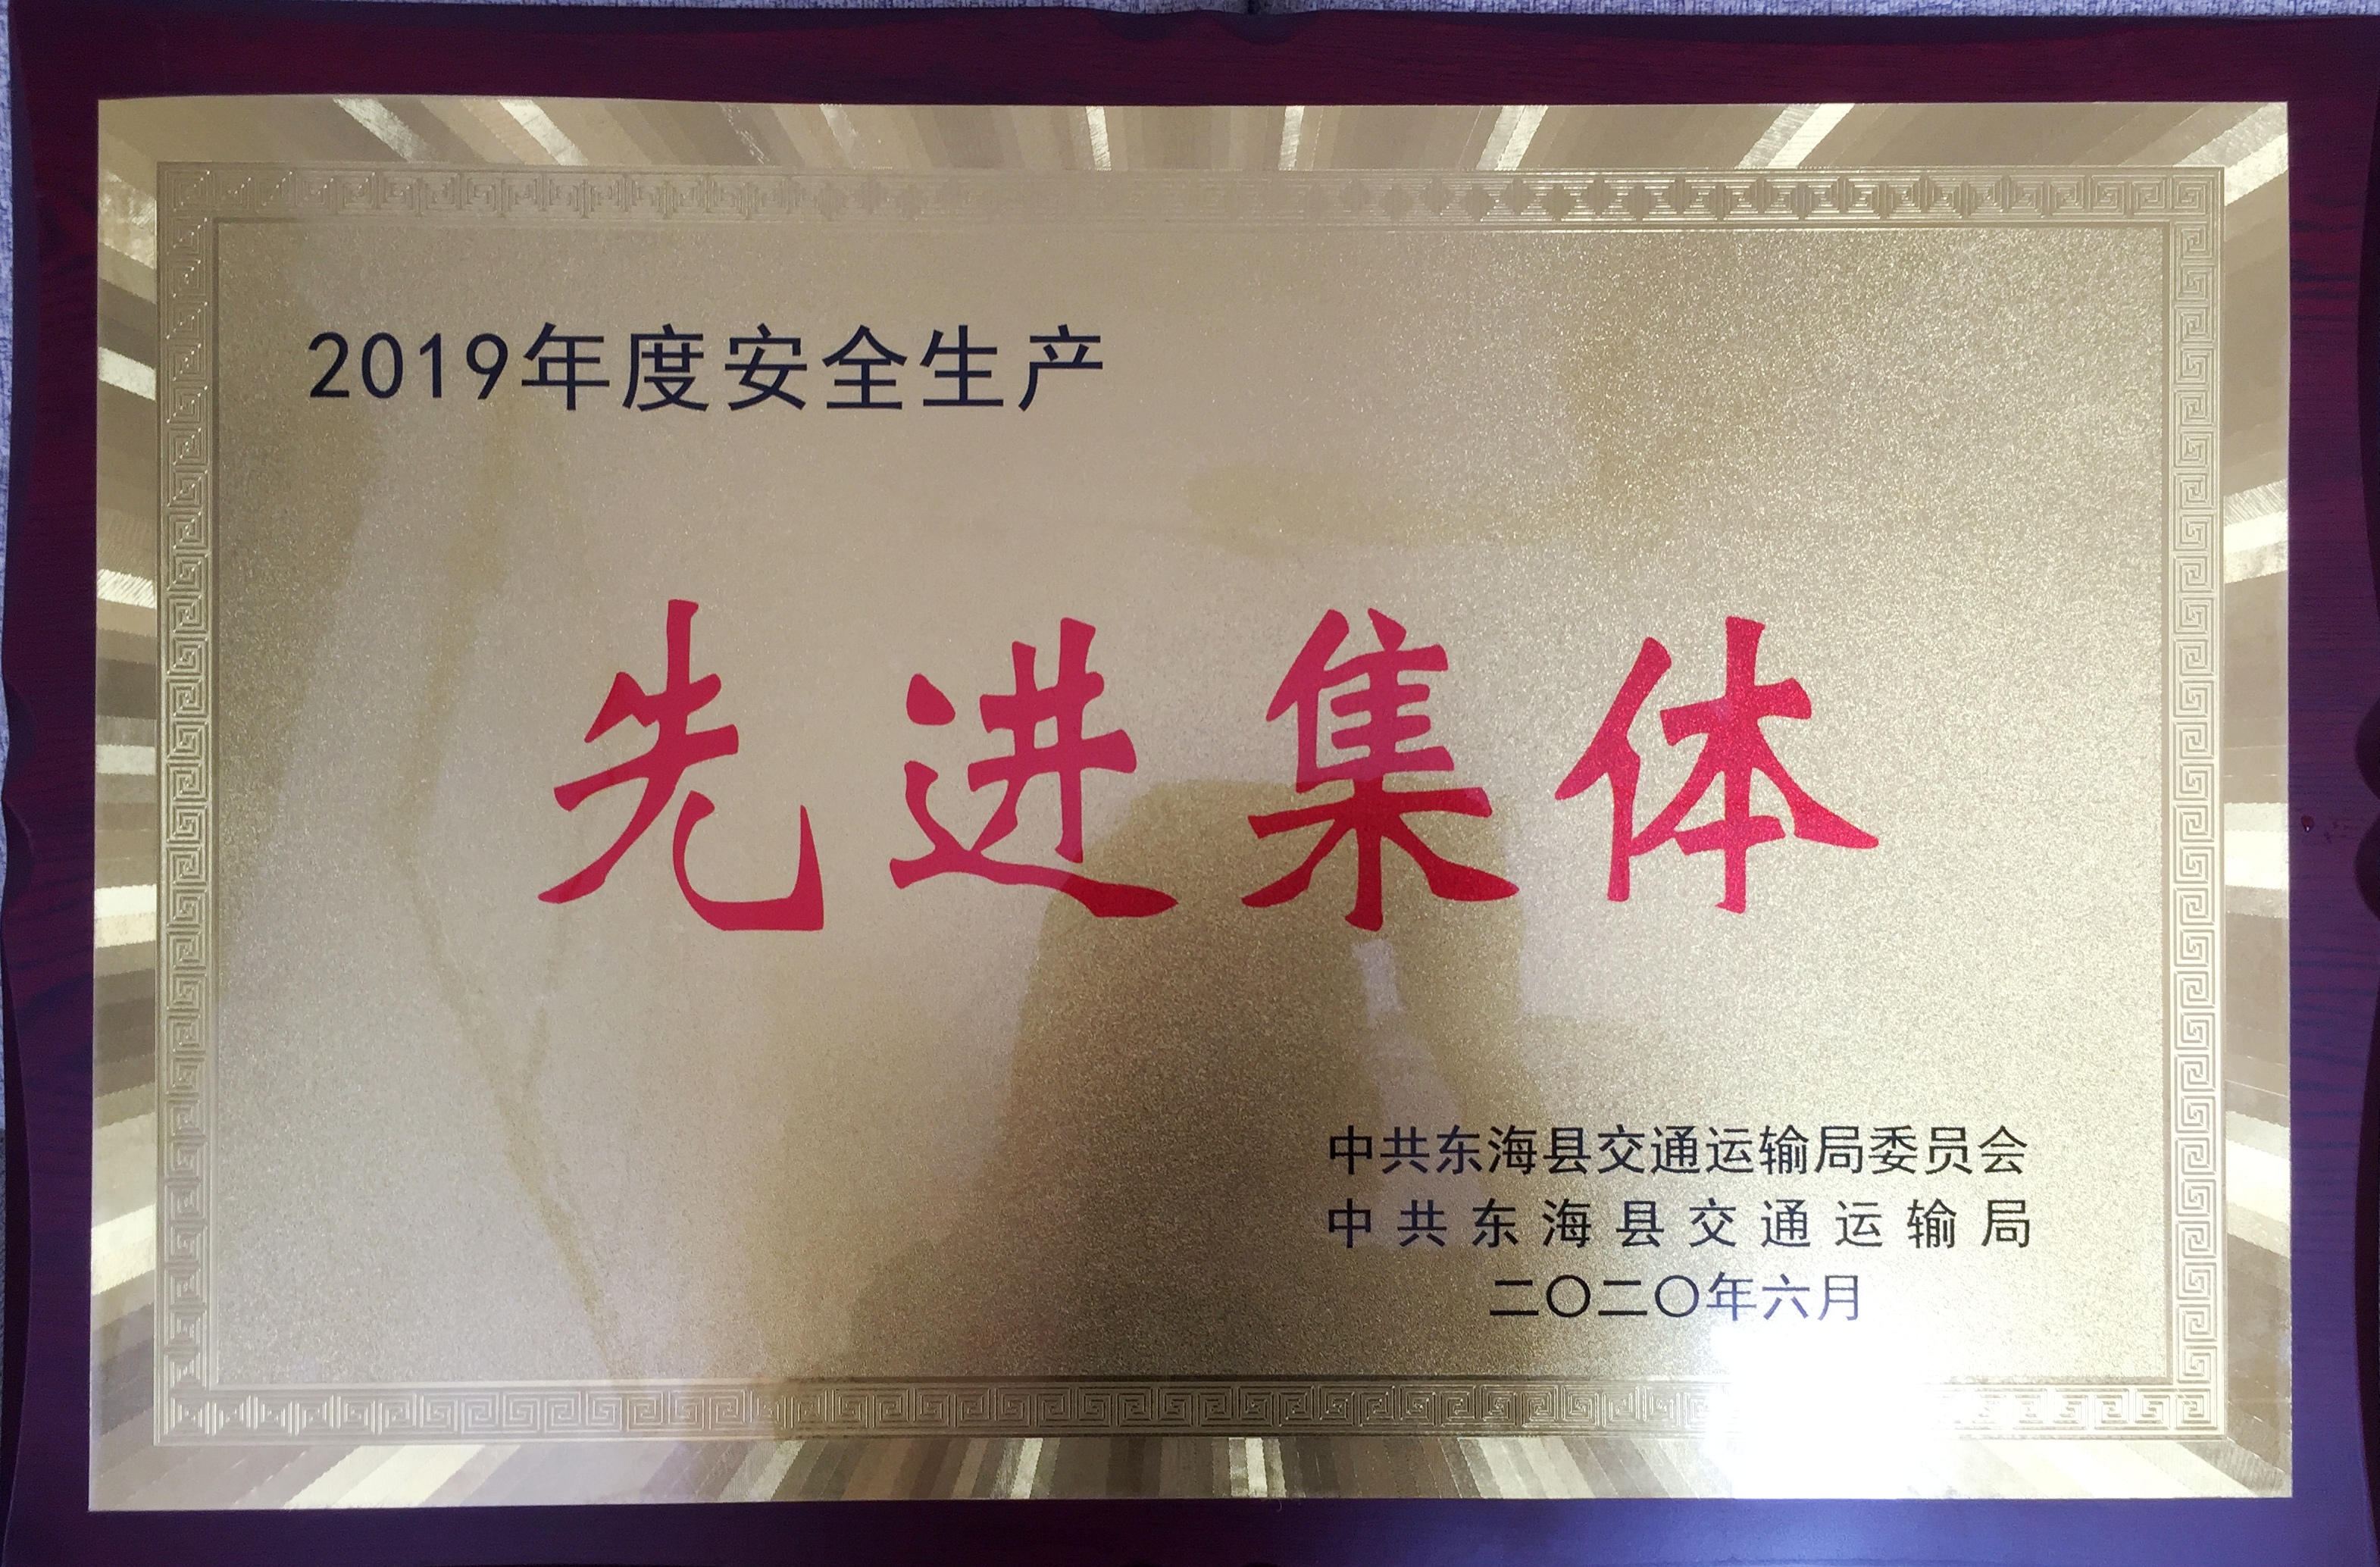 2019年度安全生产
先进集体
中共东海县交通运输局委员会
中共东海县交通运输局
二〇二〇年六月